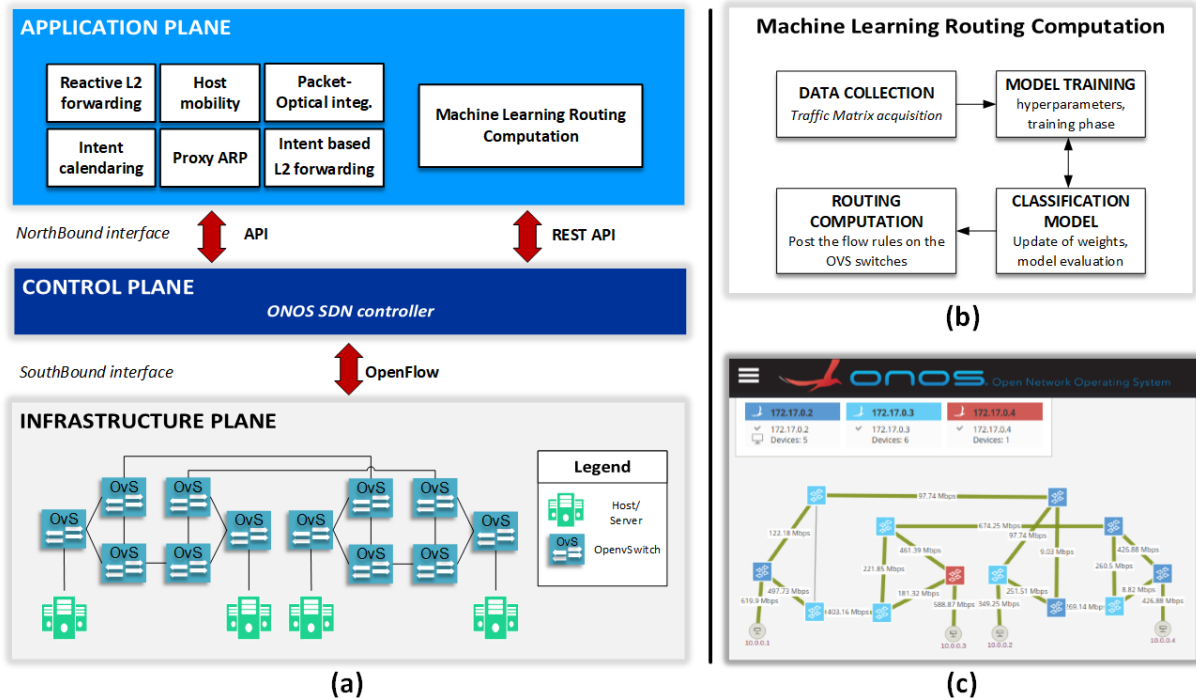 APPLICATION PLANE
Reactive L2
forwarding
Host
mobility
Packet-
Optical integ.
Intent
calendaring
Proxy ARP
Intent based
L2 forwarding
Machine Learning Routing
Computation
NorthBound interface
API
REST API
CONTROL PLANE
ONOS SDN controller
SouthBound interface
OpenFlow
INFRASTRUCTURE PLANE
OvS
OvS
OvS
OvS
OvS
OvS
OvS
OvS
OvS
OvS
OvS
OvS
Legend
Host/
Server
OvS
OpenvSwitch
(a)
Machine Learning Routing Computation
DATA COLLECTION
Traffic Matrix acquisition
MODEL TRAINING
hyperparameters,
training phase
ROUTING
COMPUTATION
Post the flow rules on the
OVS switches
CLASSIFICATION
MODEL
Update of weights,
model evaluation
(b)
onos Open Network Operating System
172.17.0.2
172.17.0.2
Devices: 5
172.17.0.3
172.17.0.3
Devices: 6
172.17.0.4
172.17.0.4
Devices: 1
97.74 Mbps
122.18 Mbps
674.25 Mbps
97.74 Mbps
461.39 Mbps
9.03 Mbps
426.88 Mbps
221.85 Mbps
260.5 Mbps
497.73 Mbps
181.32 Mbps
251.51 Mbps
8.82 Mbps
619.9 Mbps
403.16 Mbps
588.87 Mbps
349.25 Mbps
269.14 Mbps
426.88 Mbps
10.0.0.1
10.0.0.3
10.0.0.2
10.0.0.4
(c)